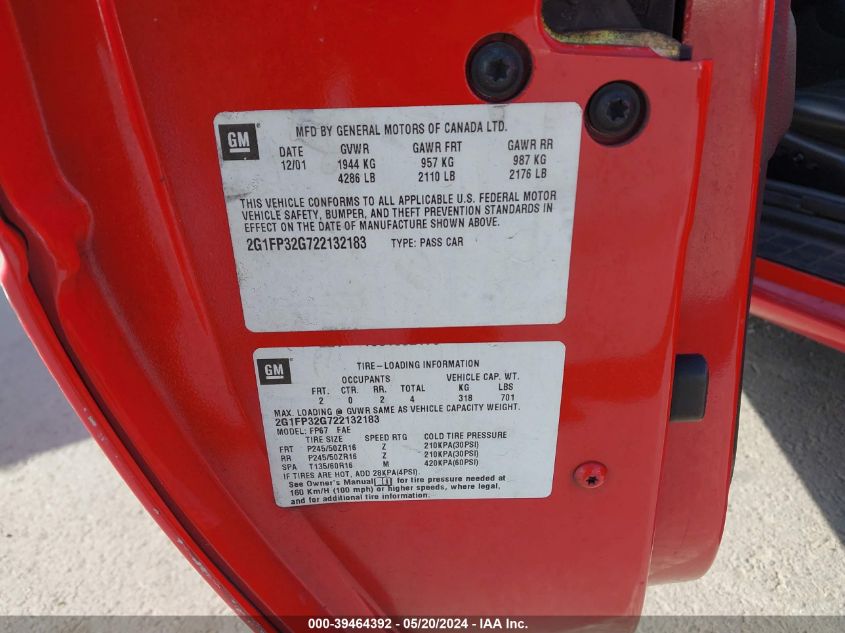 GM
MFD BY GENERAL MOTORS OF CANADA LTD.
DATE GVWR GAWR FRT GAWR RR
12/01 1944 KG 957 KG 987 KG
4286 LB 2110 LB 2176 LB
THIS VEHICLE CONFORMS TO ALL APPLICABLE U.S. FEDERAL MOTOR
VEHICLE SAFETY, BUMPER, AND THEFT PREVENTION STANDARDS IN
EFFECT ON THE DATE OF MANUFACTURE SHOWN ABOVE.
2G1FP32G722132183 TYPE: PASS CAR
GM
TIRE-LOADING INFORMATION
OCCUPANTS VEHICLE CAP. WT.
FRT. CTR. RR. TOTAL KG LBS
2 0 2 4 318 701
MAX. LOADING @ GVWR SAME AS VEHICLE CAPACITY WEIGHT.
2G1FP32G722132183
MODEL: FP67 FAE
TIRE SIZE SPEED RTG COLD TIRE PRESSURE
FRT P245/50ZR16 Z 210KPA(30PSI)
RR P245/50ZR16 Z 210KPA(30PSI)
SPA T135/60R16 M 420KPA(60PSI)
IF TIRES ARE HOT, ADD 28KPA(4PSI).
See Owner's Manual for tire pressure needed at
160 Km/H (100 mph) or higher speeds, where legal,
and for additional tire information.
000-39464392 - 05/20/2024 - IAA Inc.